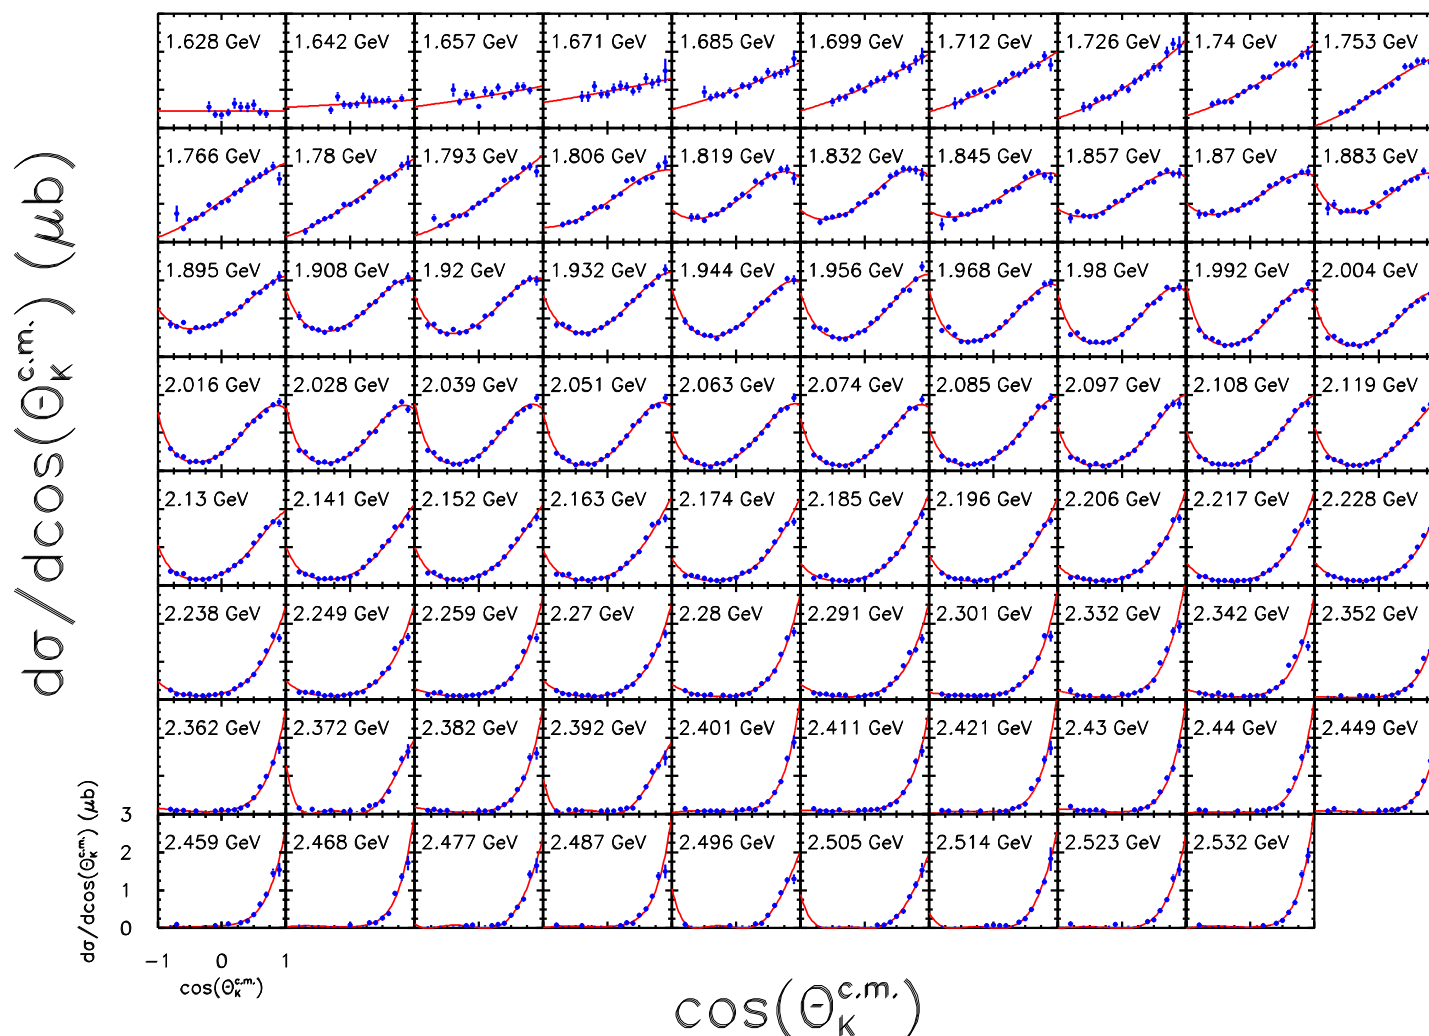 1.628 GeV 1.642 GeV 1.657 GeV 1.671 GeV 1.685 GeV 1.699 GeV 1.712 GeV 1.726 GeV 1.74 GeV 1.753 GeV
1.766 GeV 1.78 GeV 1.793 GeV 1.806 GeV 1.819 GeV 1.832 GeV 1.845 GeV 1.857 GeV 1.87 GeV 1.883 GeV
1.895 GeV 1.908 GeV 1.92 GeV 1.932 GeV 1.944 GeV 1.956 GeV 1.968 GeV 1.98 GeV 1.992 GeV 2.004 GeV
2.016 GeV 2.028 GeV 2.039 GeV 2.051 GeV 2.063 GeV 2.074 GeV 2.085 GeV 2.097 GeV 2.108 GeV 2.119 GeV
2.13 GeV 2.141 GeV 2.152 GeV 2.163 GeV 2.174 GeV 2.185 GeV 2.196 GeV 2.206 GeV 2.217 GeV 2.228 GeV
2.238 GeV 2.249 GeV 2.259 GeV 2.27 GeV 2.28 GeV 2.291 GeV 2.301 GeV 2.332 GeV 2.342 GeV 2.352 GeV
2.362 GeV 2.372 GeV 2.382 GeV 2.392 GeV 2.401 GeV 2.411 GeV 2.421 GeV 2.43 GeV 2.44 GeV 2.449 GeV
2.459 GeV 2.468 GeV 2.477 GeV 2.487 GeV 2.496 GeV 2.505 GeV 2.514 GeV 2.523 GeV 2.532 GeV
dσ/dcos(Θ_K^c.m.) (μb)
dσ/dcos(Θ_K^c.m.) (μb)
3
2
1
0
−1 0 1
cos(Θ_K^c.m.)
cos(Θ_K^c.m.)